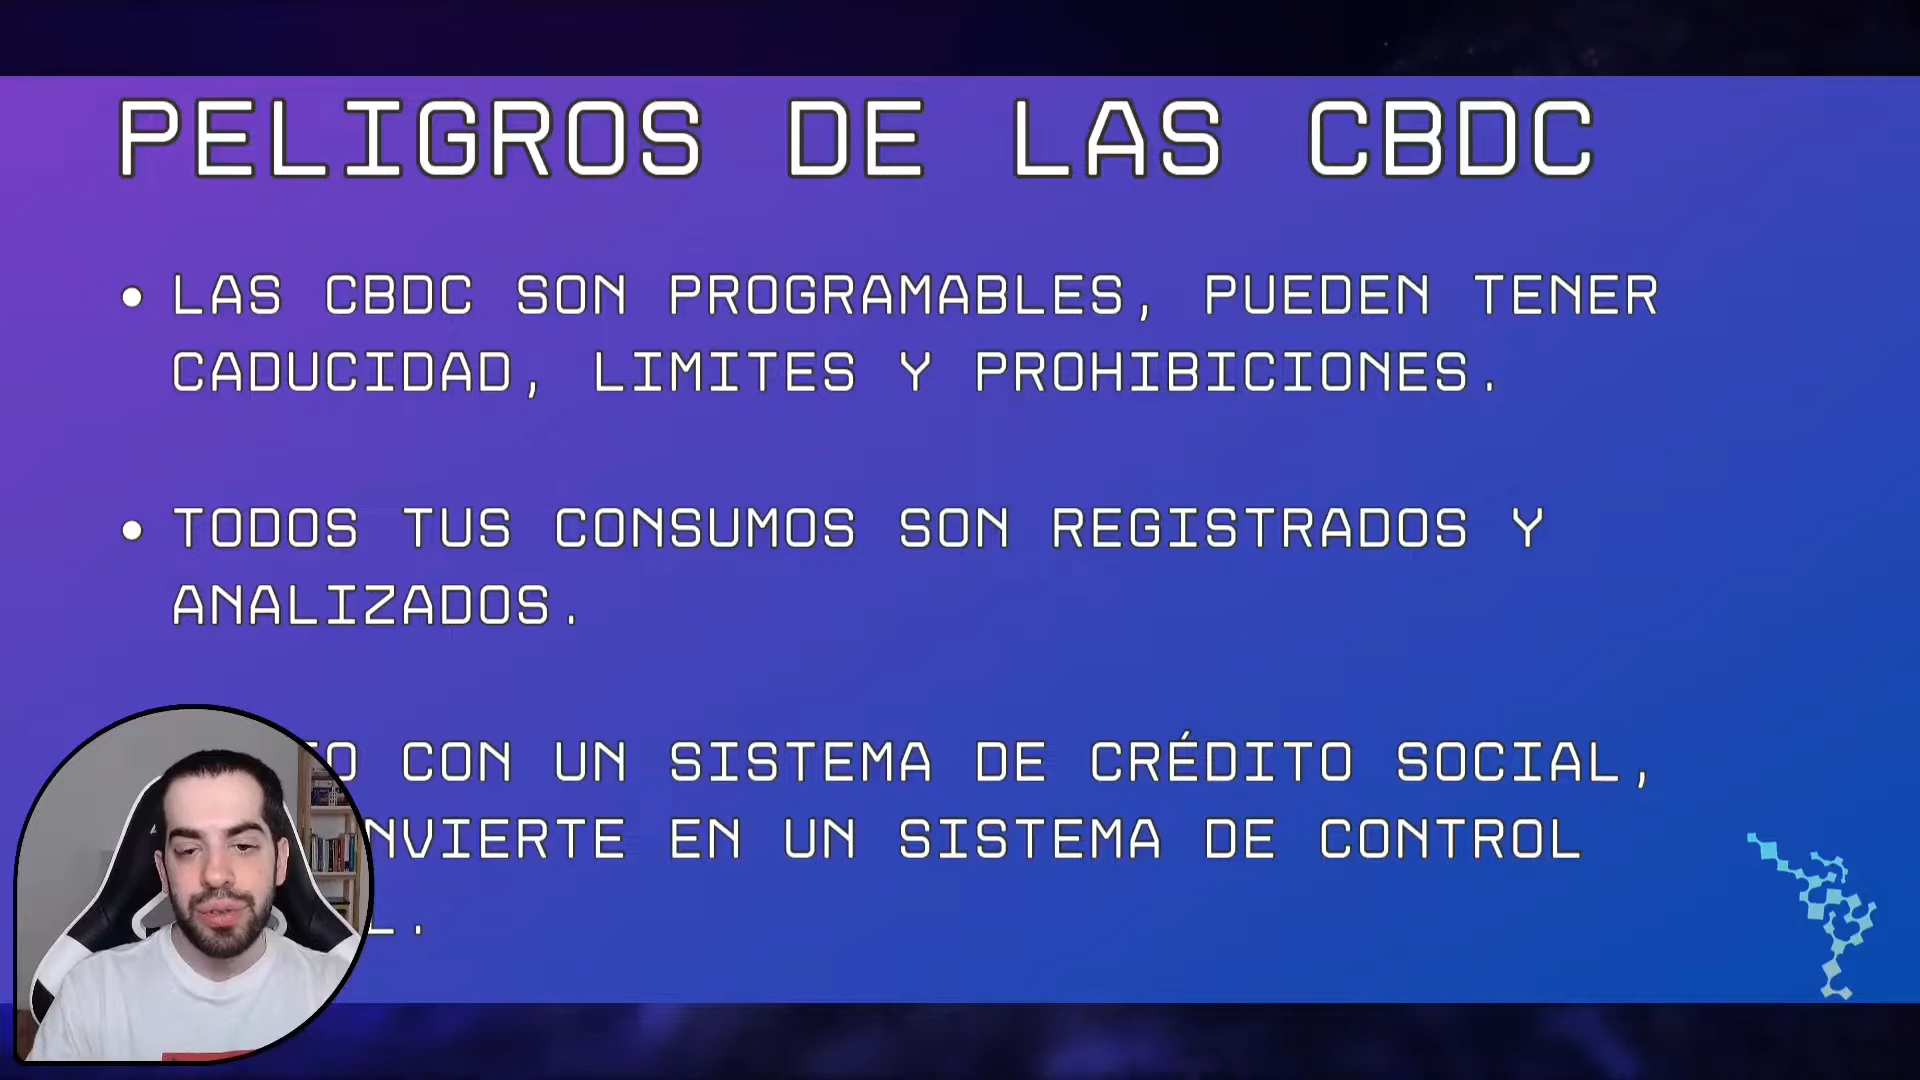 PELIGROS DE LAS CBDC
• LAS CBDC SON PROGRAMABLES, PUEDEN TENER
CADUCIDAD, LIMITES Y PROHIBICIONES.
• TODOS TUS CONSUMOS SON REGISTRADOS Y
ANALIZADOS.
CON UN SISTEMA DE CRÉDITO SOCIAL,
EN UN SISTEMA DE CONTROL